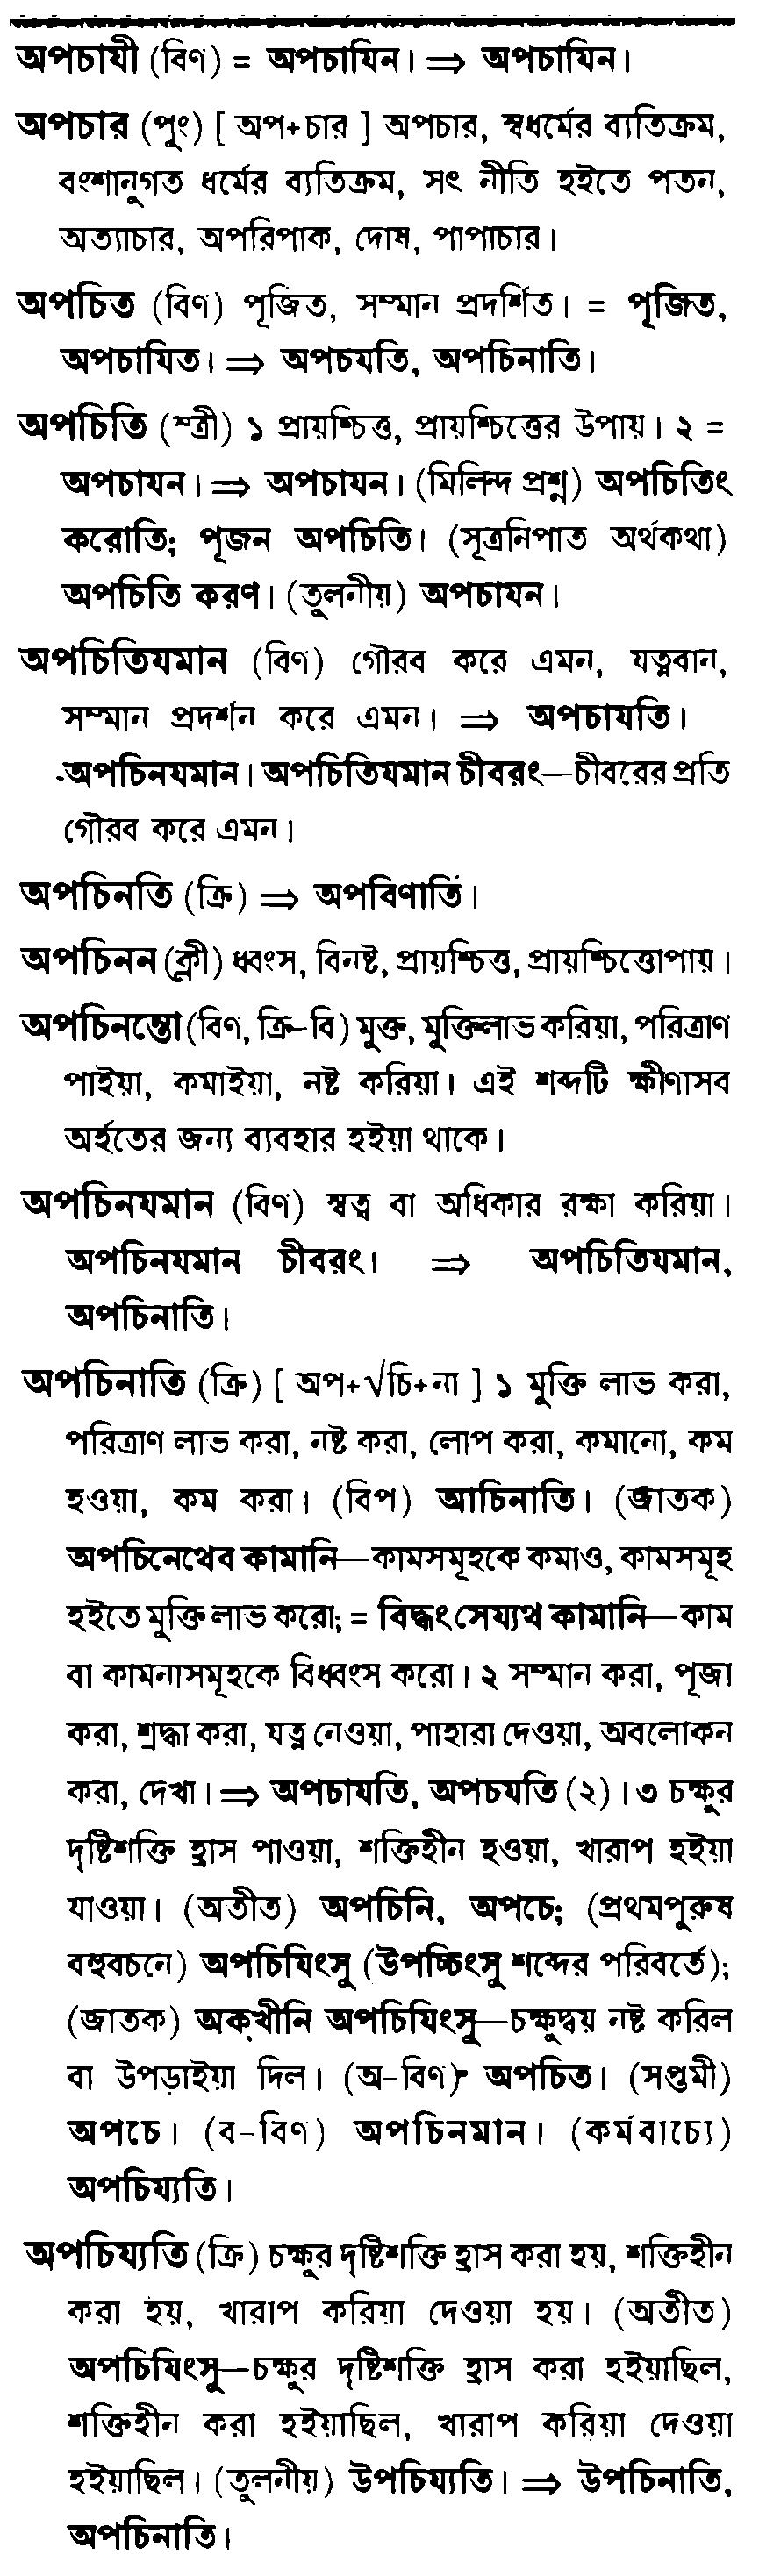 অপচাযী (বিণ) = অপচাযিন। ⇒ অপচাযিন।
অপচার (পুং) [ অপ+চার ] অপচার, স্বধর্মের ব্যতিক্রম,
বংশানুগত ধর্মের ব্যতিক্রম, সৎ নীতি হইতে পতন,
অত্যাচার, অপরিপাক, দোষ, পাপাচার।
অপচিত (বিণ) পূজিত, সম্মান প্রদর্শিত। = পূজিত,
অপচাযিত। ⇒ অপচযতি, অপচিনাতি।
অপচিতি (স্ত্রী) ১ প্রায়শ্চিত্ত, প্রায়শ্চিত্তের উপায়। ২ =
অপচাযন। ⇒ অপচাযন। (মিলিন্দ প্রশ্ন) অপচিতিং
করোতি; পূজন অপচিতি। (সূত্রনিপাত অর্থকথা)
অপচিতি করণ। (তুলনীয়) অপচাযন।
অপচিতিযমান (বিণ) গৌরব করে এমন, যত্নবান,
সম্মান প্রদর্শন করে এমন। ⇒ অপচাযতি।
অপচিনযমান। অপচিতিযমান চীবরং—চীবরের প্রতি
গৌরব করে এমন।
অপচিনতি (ক্রি) ⇒ অপবিণাতি।
অপচিনন (ক্লী) ধ্বংস, বিনষ্ট, প্রায়শ্চিত্ত, প্রায়শ্চিত্তোপায়।
অপচিনন্তো (বিণ, ক্রি-বি) মুক্ত, মুক্তিলাভ করিয়া, পরিত্রাণ
পাইয়া, কমাইয়া, নষ্ট করিয়া। এই শব্দটি ক্ষীণাসব
অর্হতের জন্য ব্যবহার হইয়া থাকে।
অপচিনযমান (বিণ) স্বত্ব বা অধিকার রক্ষা করিয়া।
অপচিনযমান চীবরং। ⇒ অপচিতিযমান,
অপচিনাতি।
অপচিনাতি (ক্রি) [ অপ+√চি+না ] ১ মুক্তি লাভ করা,
পরিত্রাণ লাভ করা, নষ্ট করা, লোপ করা, কমানো, কম
হওয়া, কম করা। (বিপ) আচিনাতি। (জাতক)
অপচিনেথেব কামানি—কামসমূহকে কমাও, কামসমূহ
হইতে মুক্তি লাভ করো; = বিদ্ধংসেয্যথ কামানি—কাম
বা কামনাসমূহকে বিধ্বংস করো। ২ সম্মান করা, পূজা
করা, শ্রদ্ধা করা, যত্ন নেওয়া, পাহারা দেওয়া, অবলোকন
করা, দেখা। ⇒ অপচাযতি, অপচযতি (২)। ৩ চক্ষুর
দৃষ্টিশক্তি হ্রাস পাওয়া, শক্তিহীন হওয়া, খারাপ হইয়া
যাওয়া। (অতীত) অপচিনি, অপচে; (প্রথমপুরুষ
বহুবচনে) অপচিযিংসু (উপচ্চিংসু শব্দের পরিবর্তে);
(জাতক) অক্খীনি অপচিযিংসু—চক্ষুদ্বয় নষ্ট করিল
বা উপড়াইয়া দিল। (অ-বিণ) অপচিত। (সপ্তমী)
অপচে। (ব-বিণ) অপচিনমান। (কর্মবাচ্যে)
অপচিয্যতি।
অপচিয্যতি (ক্রি) চক্ষুর দৃষ্টিশক্তি হ্রাস করা হয়, শক্তিহীন
করা হয়, খারাপ করিয়া দেওয়া হয়। (অতীত)
অপচিযিংসু—চক্ষুর দৃষ্টিশক্তি হ্রাস করা হইয়াছিল,
শক্তিহীন করা হইয়াছিল, খারাপ করিয়া দেওয়া
হইয়াছিল। (তুলনীয়) উপচিয্যতি। ⇒ উপচিনাতি,
অপচিনাতি।